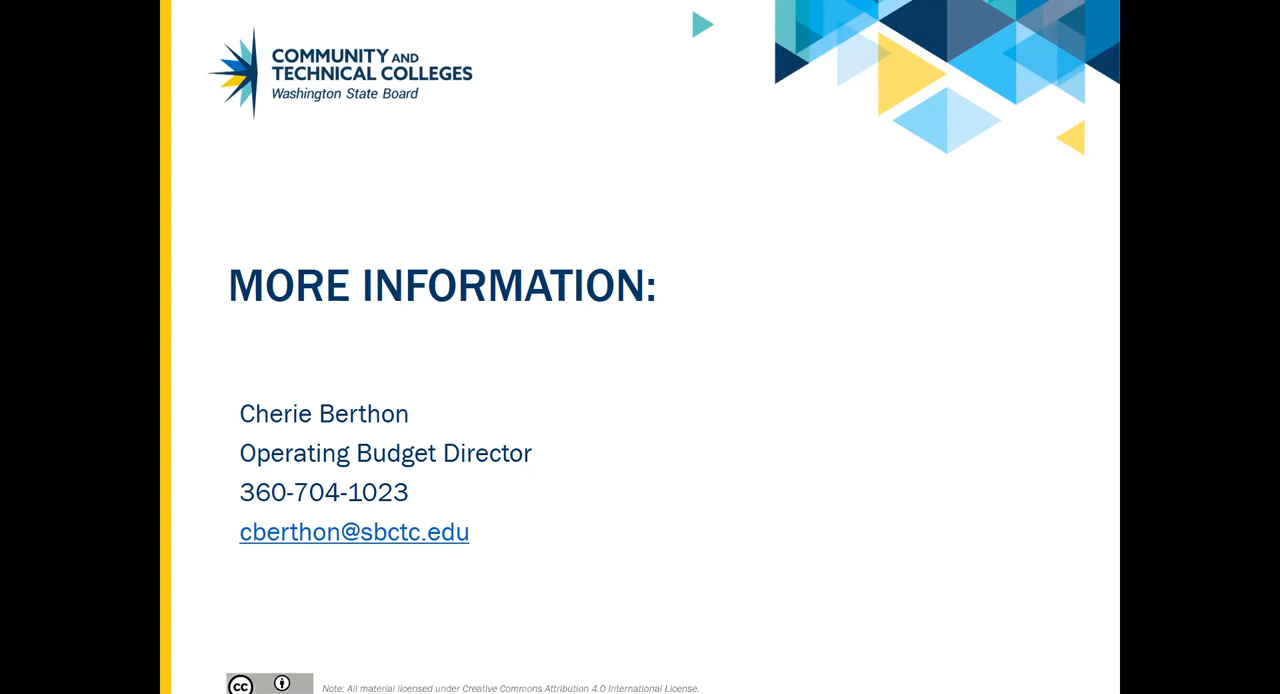 COMMUNITY AND
TECHNICAL COLLEGES
Washington State Board
MORE INFORMATION:
Cherie Berthon
Operating Budget Director
360-704-1023
cberthon@sbctc.edu
cc
Note: All material licensed under Creative Commons Attribution 4.0 International License.